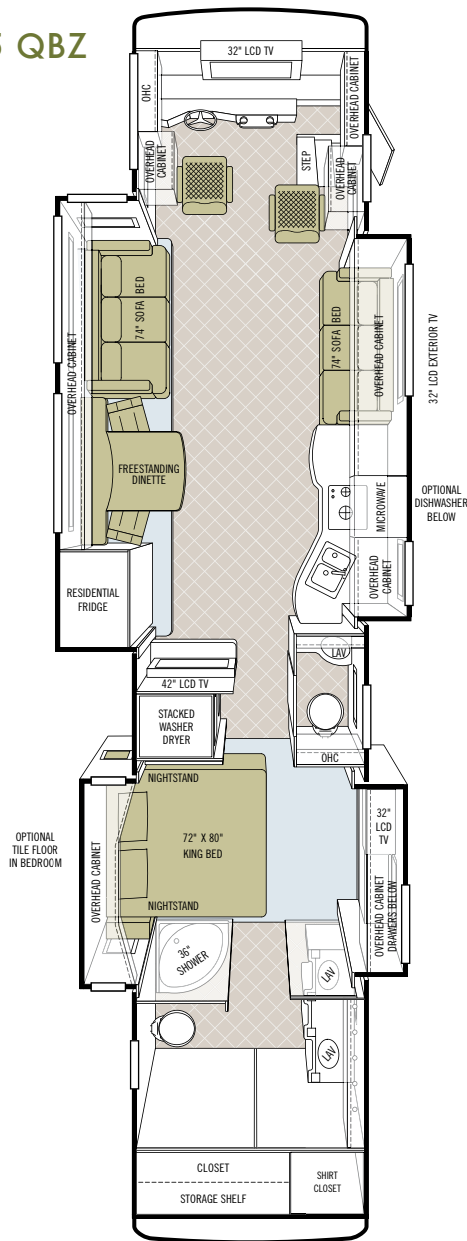 QBZ
32" LCD TV
OHC
OVERHEAD CABINET
OVERHEAD
CABINET
STEP
OVERHEAD
CABINET
74" SOFA BED
OVERHEAD CABINET
74" SOFA BED
OVERHEAD CABINET
32" LCD EXTERIOR TV
FREESTANDING
DINETTE
MICROWAVE
OPTIONAL
DISHWASHER
BELOW
OVERHEAD
CABINET
RESIDENTIAL
FRIDGE
LAV
42" LCD TV
STACKED
WASHER
DRYER
OHC
NIGHTSTAND
32"
LCD
TV
OPTIONAL
TILE FLOOR
IN BEDROOM
OVERHEAD CABINET
72" X 80"
KING BED
OVERHEAD CABINET
DRAWERS BELOW
NIGHTSTAND
36"
SHOWER
LAV
LAV
CLOSET
STORAGE SHELF
SHIRT
CLOSET